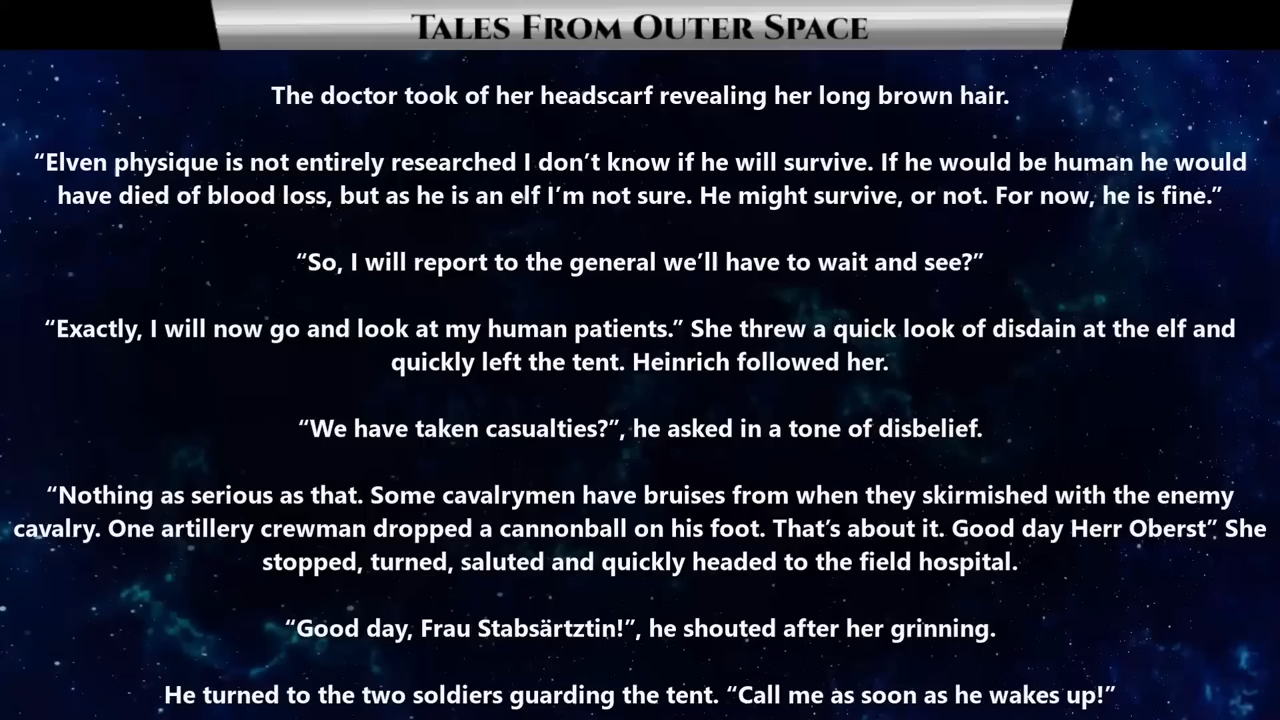 Tales From Outer Space
The doctor took of her headscarf revealing her long brown hair.
“Elven physique is not entirely researched I don’t know if he will survive. If he would be human he would
have died of blood loss, but as he is an elf I’m not sure. He might survive, or not. For now, he is fine.”
“So, I will report to the general we’ll have to wait and see?”
“Exactly, I will now go and look at my human patients.” She threw a quick look of disdain at the elf and
quickly left the tent. Heinrich followed her.
“We have taken casualties?”, he asked in a tone of disbelief.
“Nothing as serious as that. Some cavalrymen have bruises from when they skirmished with the enemy
cavalry. One artillery crewman dropped a cannonball on his foot. That’s about it. Good day Herr Oberst” She
stopped, turned, saluted and quickly headed to the field hospital.
“Good day, Frau Stabsärtztin!”, he shouted after her grinning.
He turned to the two soldiers guarding the tent. “Call me as soon as he wakes up!”